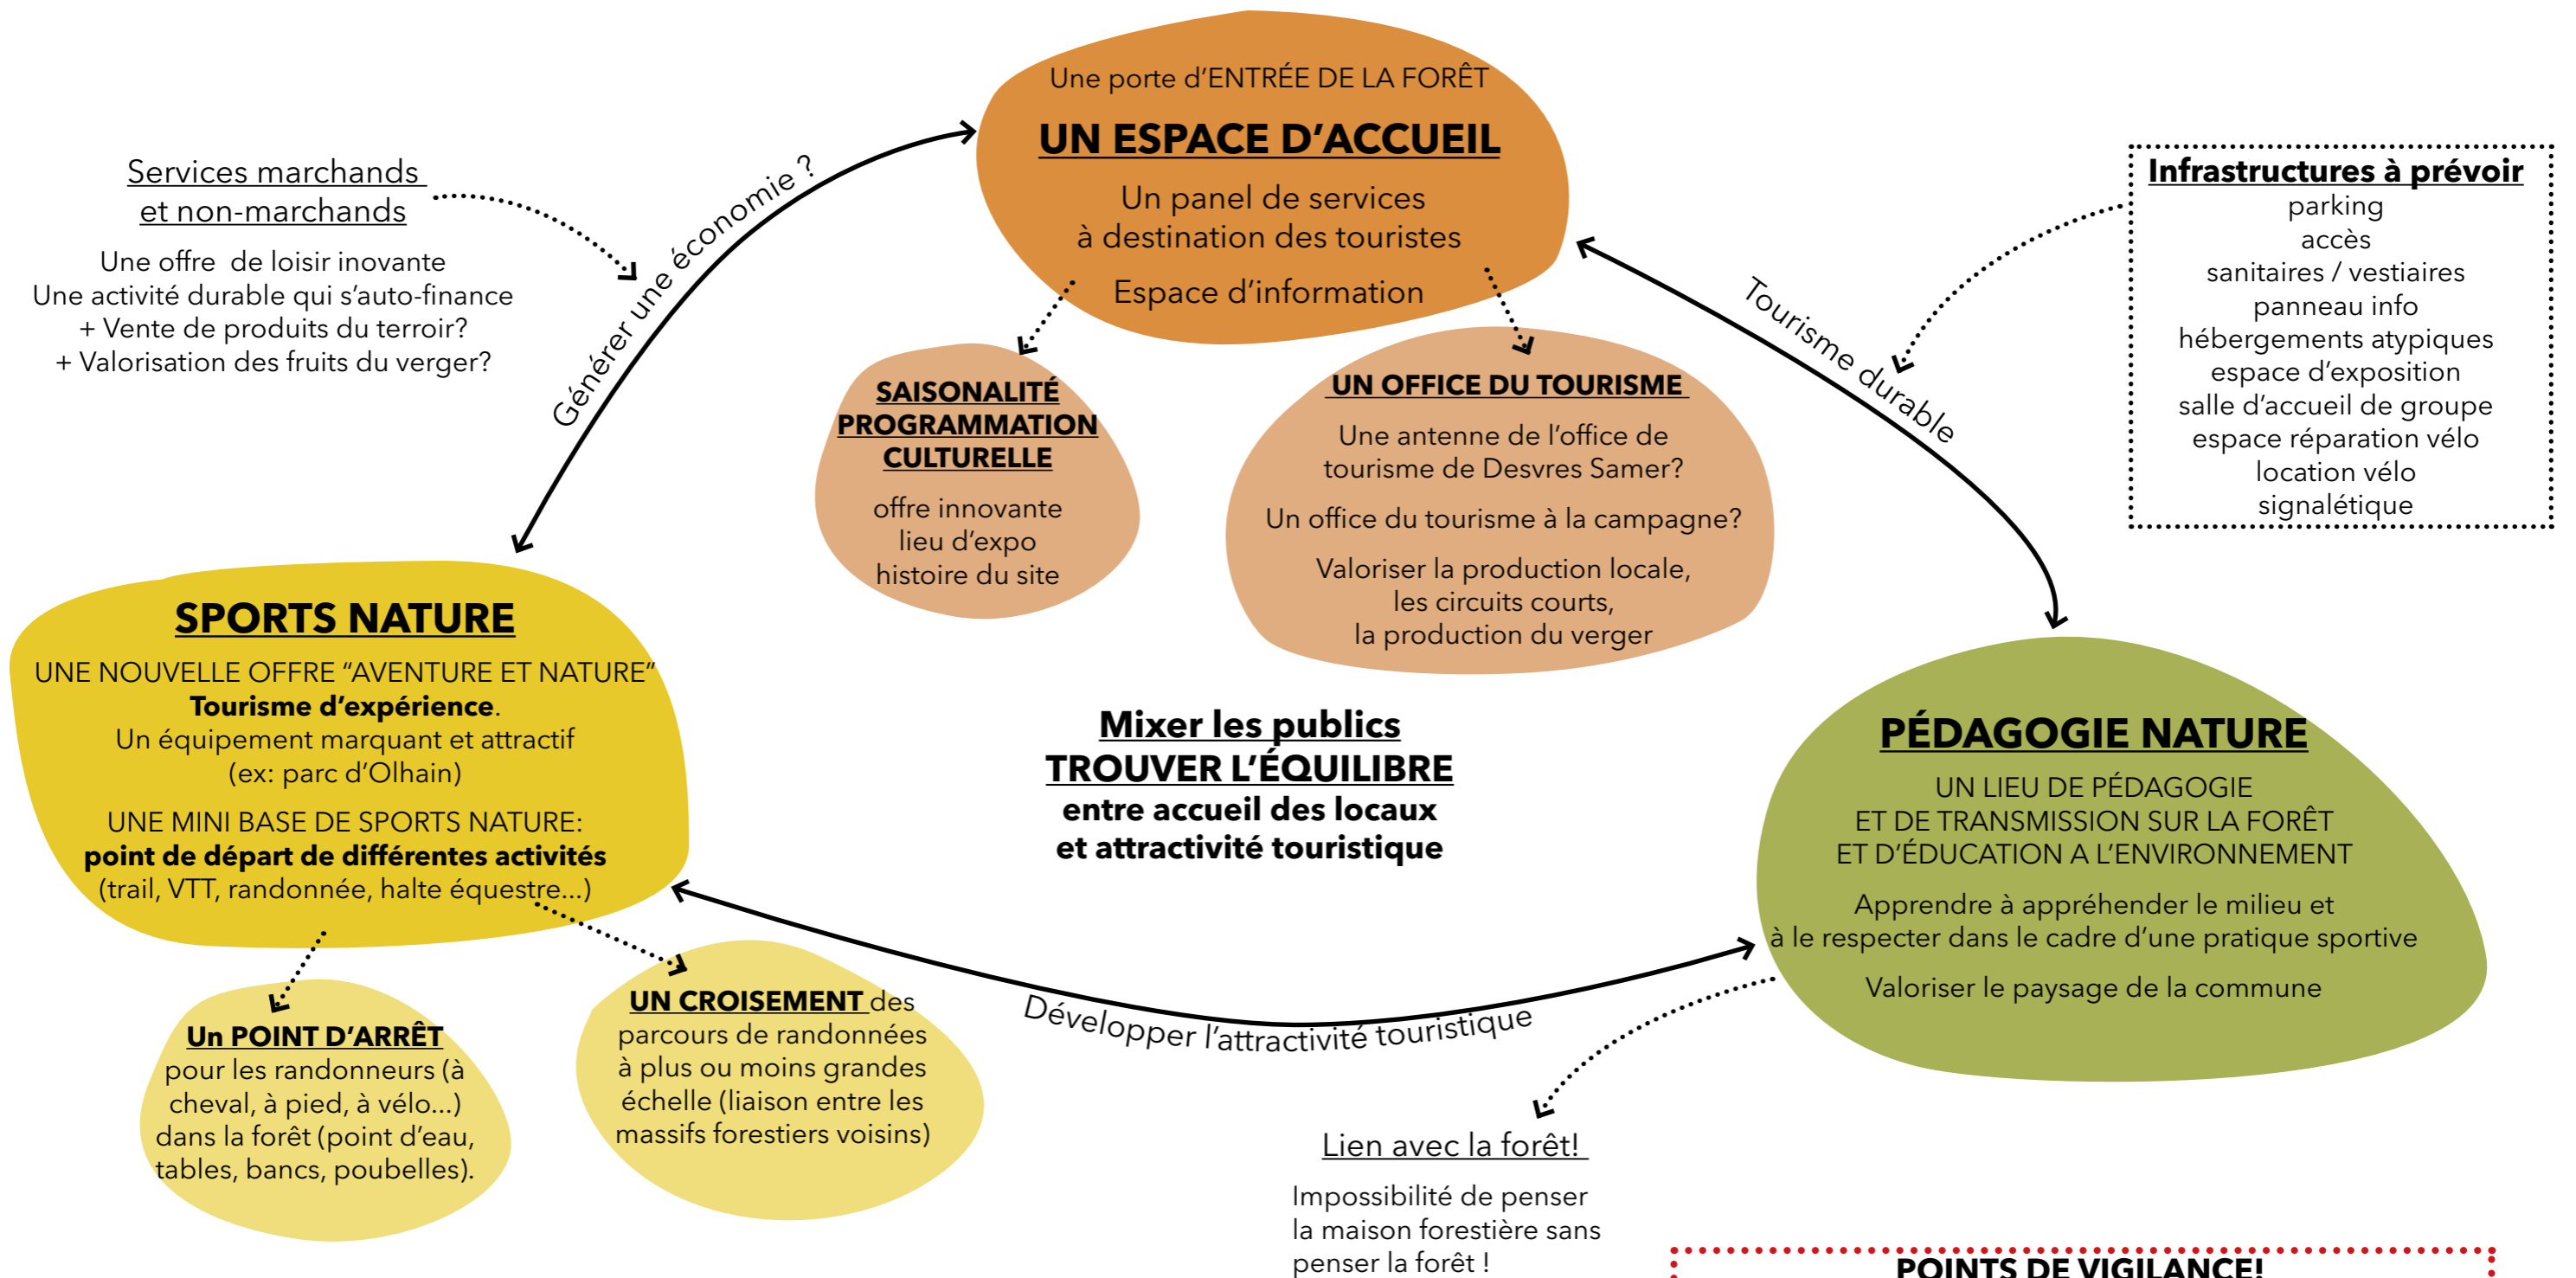 Une porte d’ENTRÉE DE LA FORÊT
UN ESPACE D’ACCUEIL
Un panel de services
à destination des touristes
Espace d’information
Services marchands
et non-marchands
Une offre  de loisir inovante
Une activité durable qui s’auto-finance
+ Vente de produits du terroir?
+ Valorisation des fruits du verger?
Générer une économie ?
Tourisme durable
Infrastructures à prévoir
parking
accès
sanitaires / vestiaires
panneau info
hébergements atypiques
espace d’exposition
salle d’accueil de groupe
espace réparation vélo
location vélo
signalétique
SAISONALITÉ
PROGRAMMATION
CULTURELLE
offre innovante
lieu d’expo
histoire du site
UN OFFICE DU TOURISME
Une antenne de l’office de
tourisme de Desvres Samer?
Un office du tourisme à la campagne?
Valoriser la production locale,
les circuits courts,
la production du verger
SPORTS NATURE
UNE NOUVELLE OFFRE “AVENTURE ET NATURE”
Tourisme d’expérience.
Un équipement marquant et attractif
(ex: parc d’Olhain)
UNE MINI BASE DE SPORTS NATURE:
point de départ de différentes activités
(trail, VTT, randonnée, halte équestre...)
Mixer les publics
TROUVER L’ÉQUILIBRE
entre accueil des locaux
et attractivité touristique
PÉDAGOGIE NATURE
UN LIEU DE PÉDAGOGIE
ET DE TRANSMISSION SUR LA FORÊT
ET D’ÉDUCATION A L’ENVIRONNEMENT
Apprendre à appréhender le milieu et
à le respecter dans le cadre d’une pratique sportive
Valoriser le paysage de la commune
Un POINT D’ARRÊT
pour les randonneurs (à
cheval, à pied, à vélo...)
dans la forêt (point d’eau,
tables, bancs, poubelles).
UN CROISEMENT des
parcours de randonnées
à plus ou moins grandes
échelle (liaison entre les
massifs forestiers voisins)
Développer l’attractivité touristique
Lien avec la forêt!
Impossibilité de penser
la maison forestière sans
penser la forêt !
POINTS DE VIGILANCE!